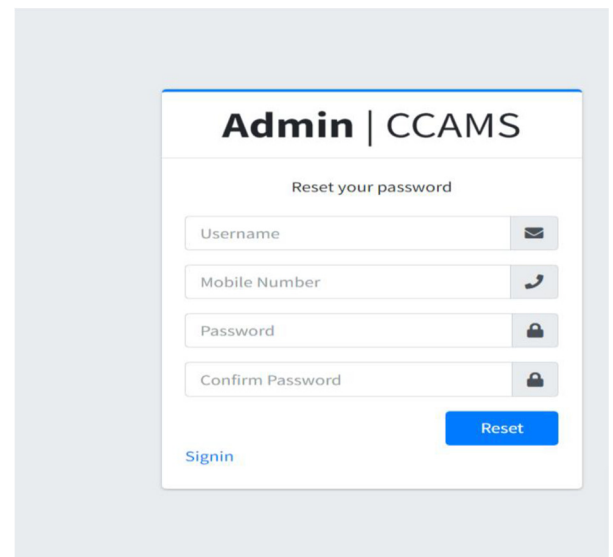 Admin | CCAMS
Reset your password
Username
Mobile Number
Password
Confirm Password
Reset
Signin